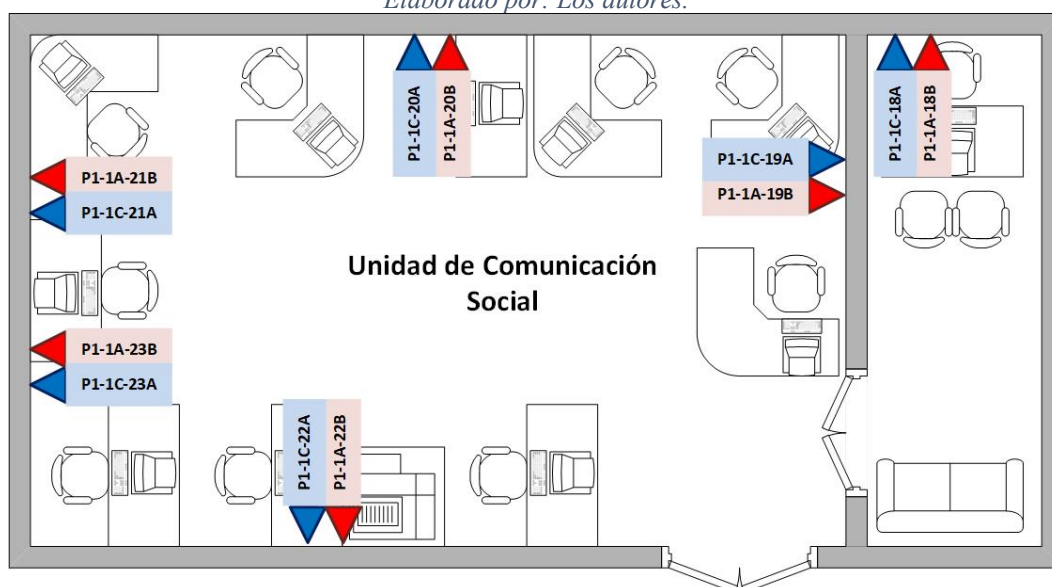 Elaborado por: Los autores.
P1-1C-20A
P1-1A-20B
P1-1C-18A
P1-1A-18B
P1-1C-19A
P1-1A-19B
P1-1A-21B
P1-1C-21A
Unidad de Comunicación
Social
P1-1A-23B
P1-1C-23A
P1-1C-22A
P1-1A-22B